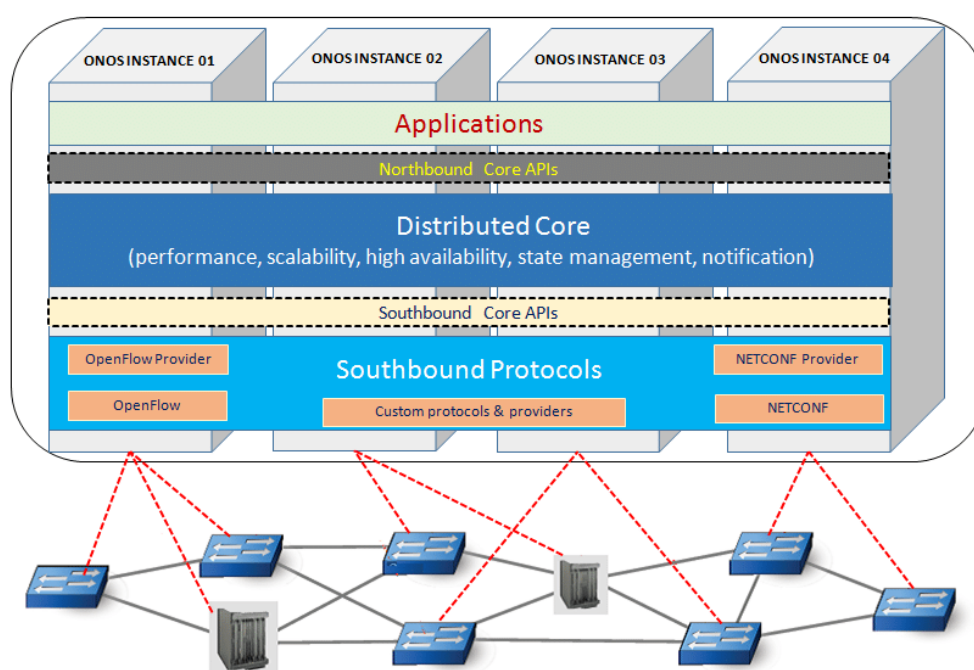 ONOS INSTANCE 01
ONOS INSTANCE 02
ONOS INSTANCE 03
ONOS INSTANCE 04
Applications
Northbound Core APIs
Distributed Core
(performance, scalability, high availability, state management, notification)
Southbound Core APIs
OpenFlow Provider
NETCONF Provider
Southbound Protocols
OpenFlow
Custom protocols & providers
NETCONF